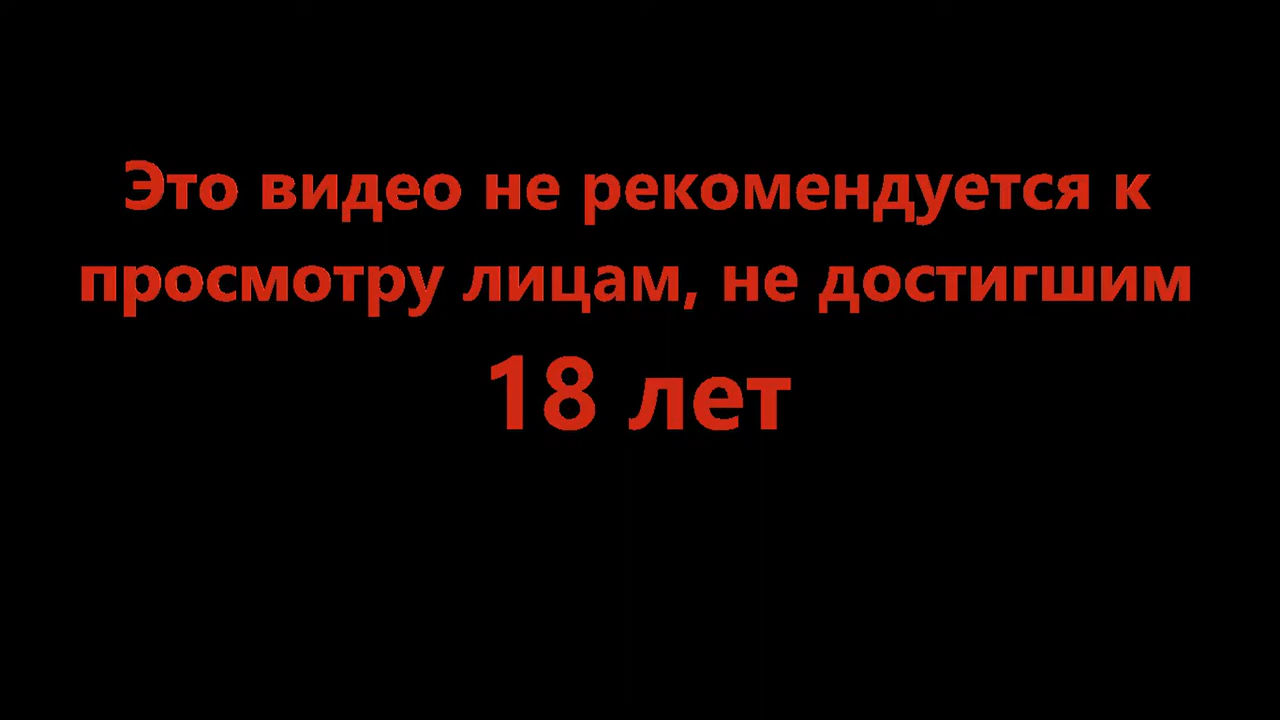 Это видео не рекомендуется к
просмотру лицам, не достигшим
18 лет